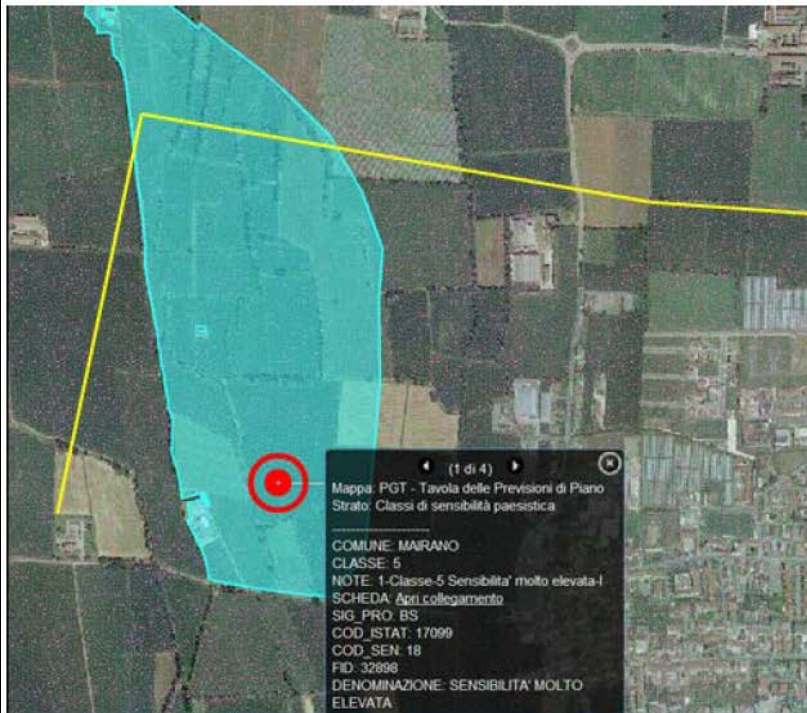 (1 di 4)
Mappa: PGT - Tavola delle Previsioni di Piano
Strato: Classi di sensibilità paesistica
--------------------
COMUNE: MAIRANO
CLASSE: 5
NOTE: 1-Classe-5 Sensibilita' molto elevata-I
SCHEDA: Apri collegamento
SIG_PRO: BS
COD_ISTAT: 17099
COD_SEN: 18
FID: 32898
DENOMINAZIONE: SENSIBILITA' MOLTO
ELEVATA